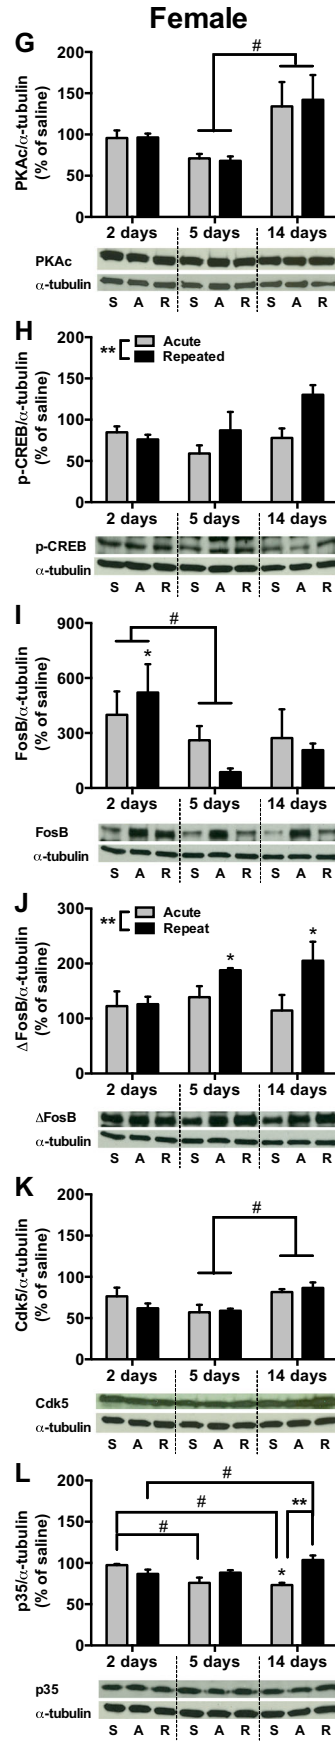 Female
G
PKAc/α-tubulin
(% of saline)
200
150
100
50
0
#
2 days 5 days 14 days
PKAc
α-tubulin
S A R S A R S A R
H
p-CREB/α-tubulin
(% of saline)
200
150
100
50
0
** Acute
Repeated
2 days 5 days 14 days
p-CREB
α-tubulin
S A R S A R S A R
I
FosB/α-tubulin
(% of saline)
900
600
300
0
#
*
2 days 5 days 14 days
FosB
α-tubulin
S A R S A R S A R
J
ΔFosB/α-tubulin
(% of saline)
300
200
100
0
** Acute
Repeat
* *
2 days 5 days 14 days
ΔFosB
α-tubulin
S A R S A R S A R
K
Cdk5/α-tubulin
(% of saline)
200
150
100
50
0
#
2 days 5 days 14 days
Cdk5
α-tubulin
S A R S A R S A R
L
p35/α-tubulin
(% of saline)
200
150
100
50
0
#
#
**
#
*
2 days 5 days 14 days
p35
α-tubulin
S A R S A R S A R